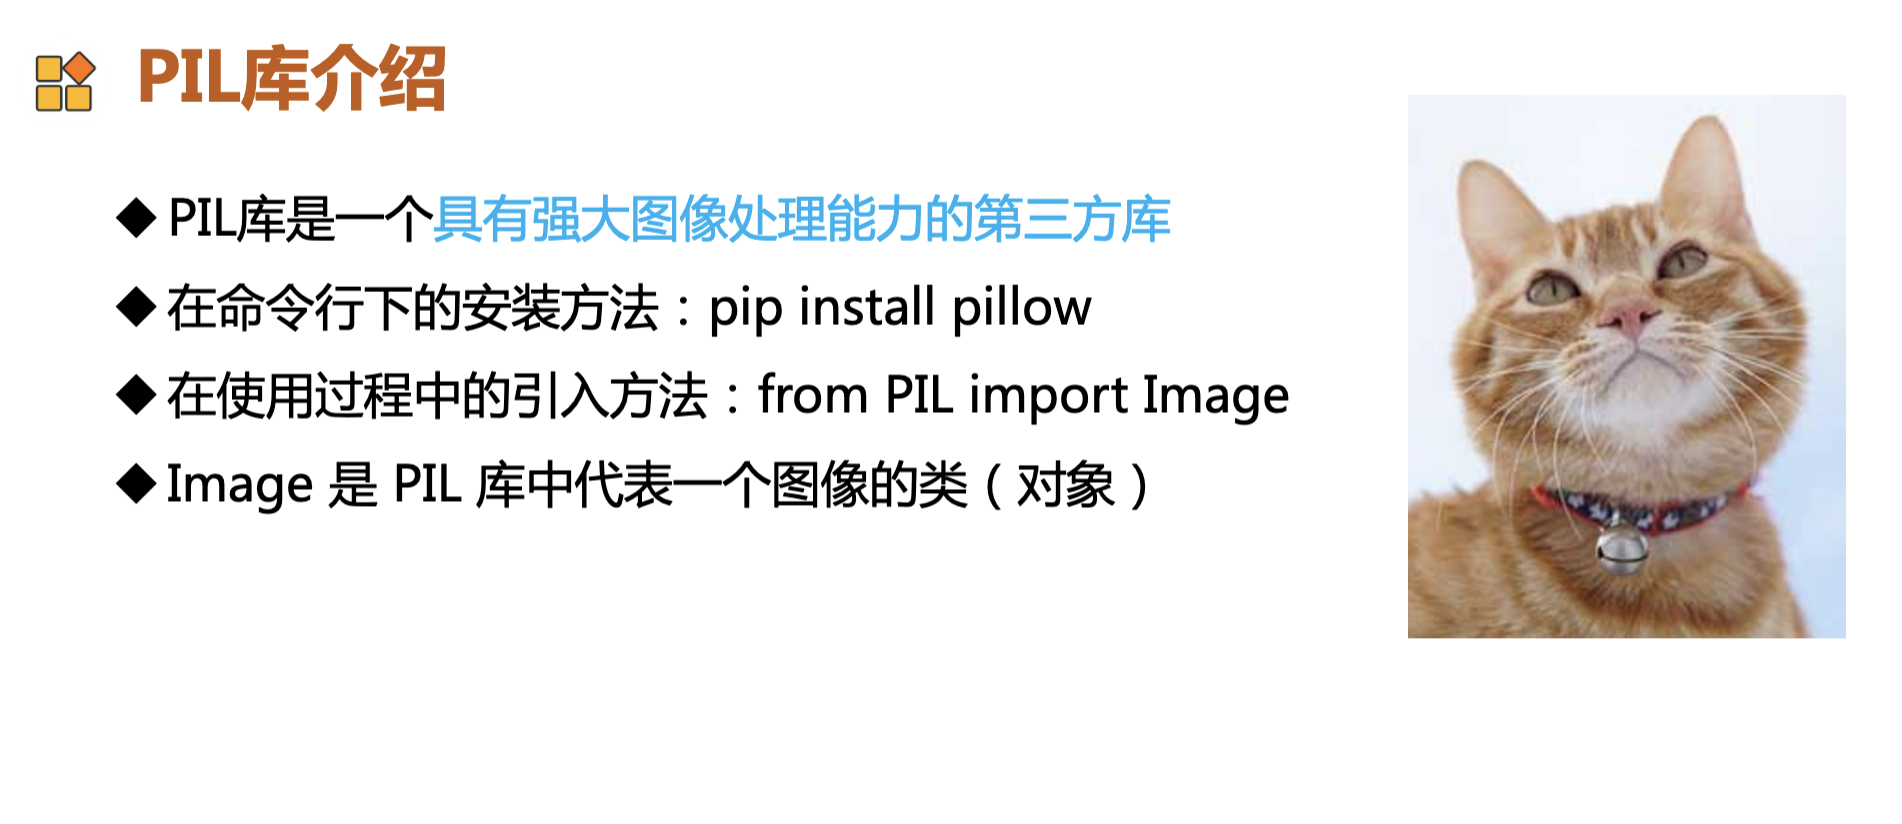 PIL库介绍
◆ PIL库是一个具有强大图像处理能力的第三方库
◆ 在命令行下的安装方法：pip install pillow
◆ 在使用过程中的引入方法：from PIL import Image
◆ Image 是 PIL 库中代表一个图像的类（对象）